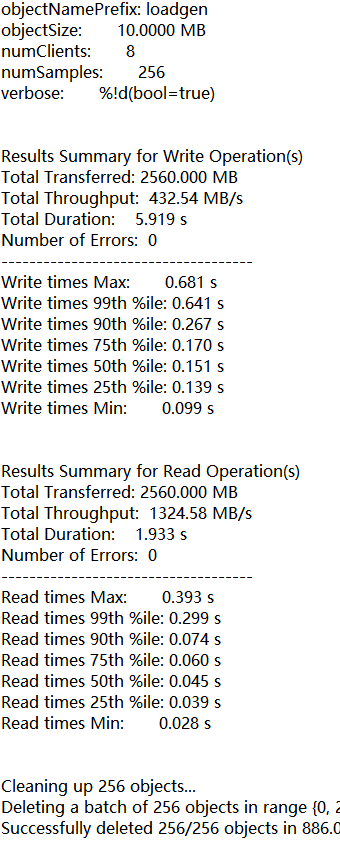 objectNamePrefix: loadgen
objectSize: 10.0000 MB
numClients: 8
numSamples: 256
verbose: %!d(bool=true)
Results Summary for Write Operation(s)
Total Transferred: 2560.000 MB
Total Throughput: 432.54 MB/s
Total Duration: 5.919 s
Number of Errors: 0
------------------------------------
Write times Max: 0.681 s
Write times 99th %ile: 0.641 s
Write times 90th %ile: 0.267 s
Write times 75th %ile: 0.170 s
Write times 50th %ile: 0.151 s
Write times 25th %ile: 0.139 s
Write times Min: 0.099 s
Results Summary for Read Operation(s)
Total Transferred: 2560.000 MB
Total Throughput: 1324.58 MB/s
Total Duration: 1.933 s
Number of Errors: 0
------------------------------------
Read times Max: 0.393 s
Read times 99th %ile: 0.299 s
Read times 90th %ile: 0.074 s
Read times 75th %ile: 0.060 s
Read times 50th %ile: 0.045 s
Read times 25th %ile: 0.039 s
Read times Min: 0.028 s
Cleaning up 256 objects...
Deleting a batch of 256 objects in range {0, 
Successfully deleted 256/256 objects in 886.0